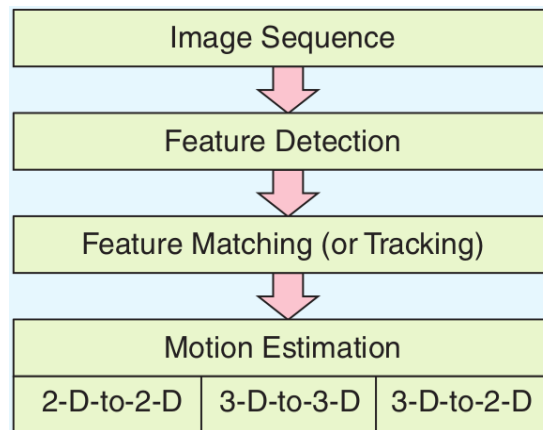 Image Sequence
Feature Detection
Feature Matching (or Tracking)
Motion Estimation
2-D-to-2-D 3-D-to-3-D 3-D-to-2-D